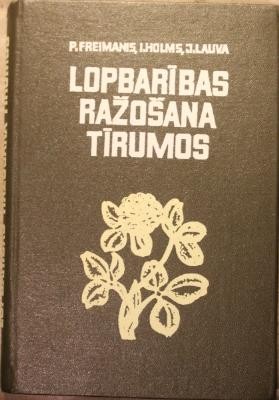 P. FREIMANIS, I. HOLMS, J. LAUVA
LOPBARĪBAS
RAŽOŠANA
TĪRUMOS